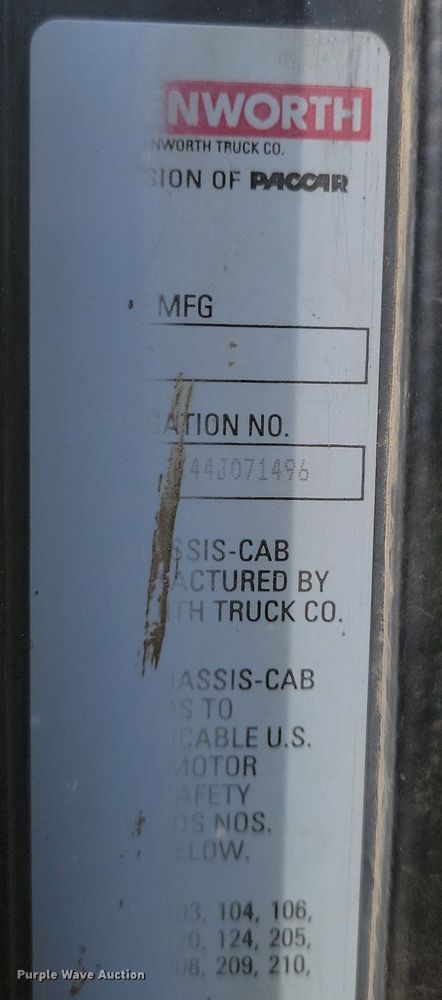 NWORTH
NWORTH TRUCK CO.
SION OF PACCAR
MFG
CATION NO.
44J071496
SSIS-CAB
ACTURED BY
TH TRUCK CO.
ASSIS-CAB
MS TO
CABLE U.S.
MOTOR
AFETY
DS NOS.
ELOW.
03, 104, 106,
20, 124, 205,
08, 209, 210,
Purple Wave Auction